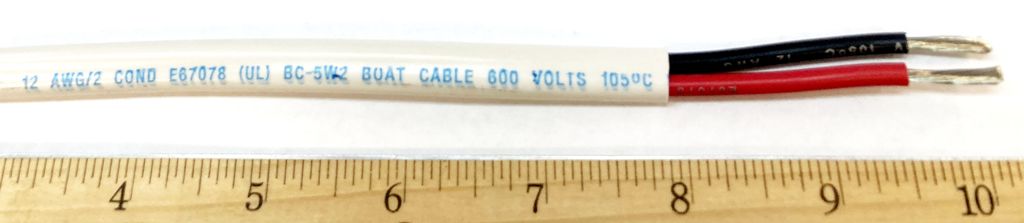 12 AWG/2 COND E67078 (UL) BC-5W2 BOAT CABLE 600 VOLTS 105ºC
4 5 6 7 8 9 10